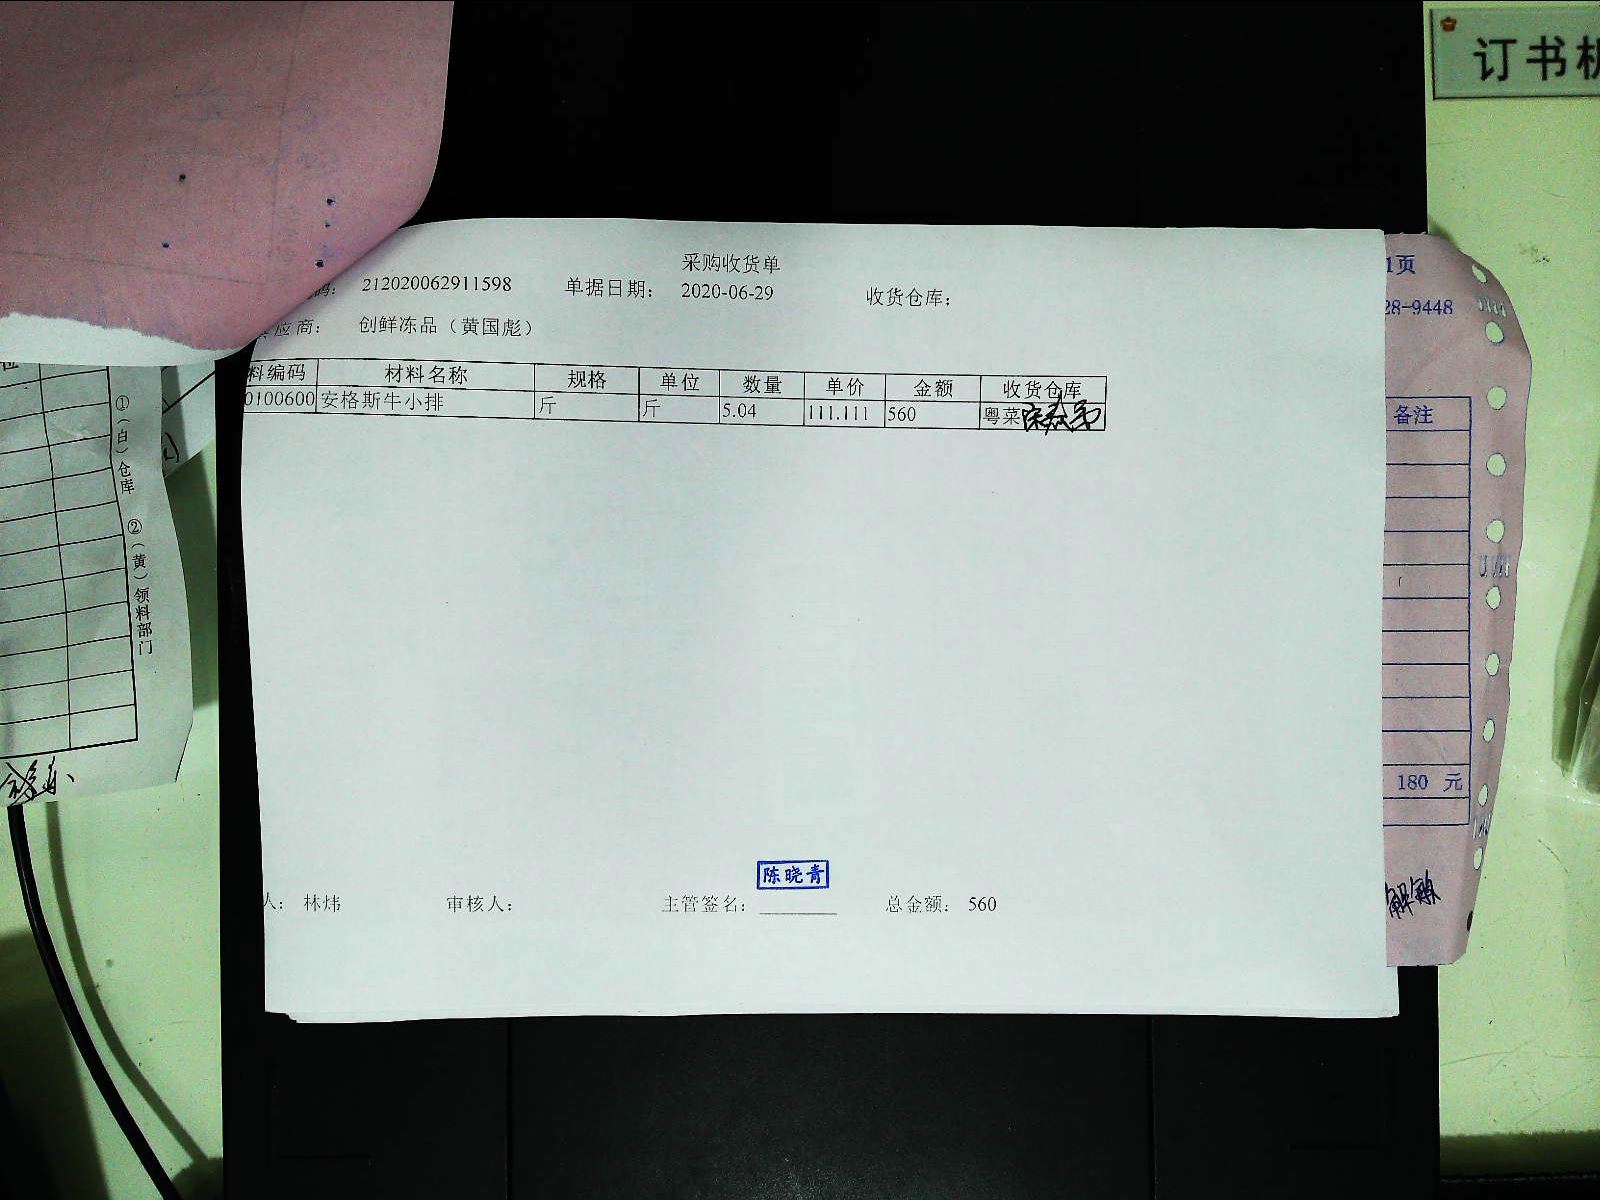 订书机
采购收货单
码： 212020062911598 单据日期： 2020-06-29 收货仓库：
应商： 创鲜冻品（黄国彪）
料编码 材料名称 规格 单位 数量 单价 金额 收货仓库
0100600 安格斯牛小排 斤 斤 5.04 111.111 560 粤菜
陈晓青
人： 林炜 审核人： 主管签名： 总金额： 560
①（白）仓库 ②（黄）领料部门
1页
28-9448
备注
180 元